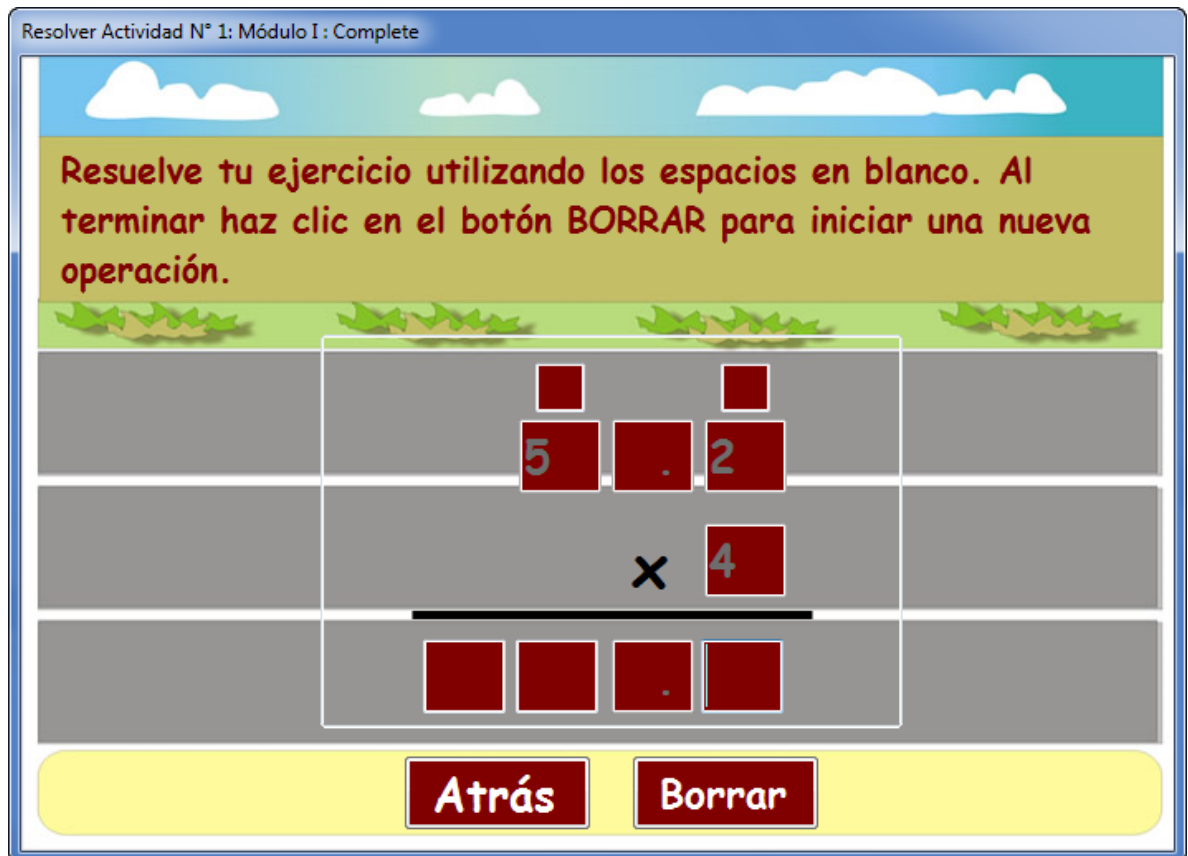 Resolver Actividad N° 1: Módulo I : Complete
Resuelve tu ejercicio utilizando los espacios en blanco. Al
terminar haz clic en el botón BORRAR para iniciar una nueva
operación.
5 . 2
x 4
.
Atrás Borrar